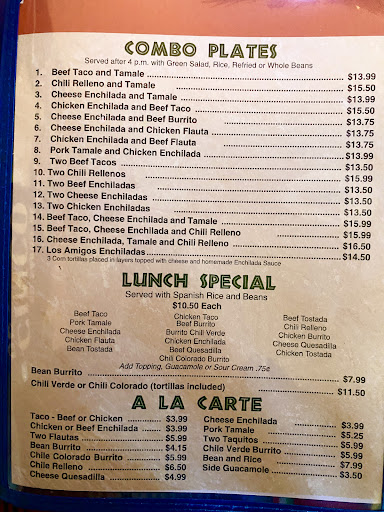 COMBO PLATES
Served after 4 p.m. with Green Salad, Rice, Refried or Whole Beans
1. Beef Taco and Tamale $13.99
2. Chili Relleno and Tamale $15.50
3. Cheese Enchilada and Tamale $13.99
4. Chicken Enchilada and Beef Taco $15.50
5. Cheese Enchilada and Beef Burrito $13.75
6. Cheese Enchilada and Chicken Flauta $13.75
7. Chicken Enchilada and Beef Flauta $13.75
8. Pork Tamale and Chicken Enchilada $13.99
9. Two Beef Tacos $13.50
10. Two Chili Rellenos $15.99
11. Two Beef Enchiladas $13.50
12. Two Cheese Enchiladas $13.50
13. Two Chicken Enchiladas $13.50
14. Beef Taco, Cheese Enchilada and Tamale $15.99
15. Beef Taco, Cheese Enchilada and Chili Relleno $15.99
16. Cheese Enchilada, Tamale and Chili Relleno $16.50
17. Los Amigos Enchiladas $14.50
3 Corn tortillas placed in layers topped with cheese and homemade Enchilada Sauce
LUNCH SPECIAL
Served with Spanish Rice and Beans
$10.50 Each
Beef Taco
Pork Tamale
Cheese Enchilada
Chicken Flauta
Bean Tostada
Chicken Taco
Beef Burrito
Burrito Chili Verde
Chicken Enchilada
Beef Quesadilla
Chili Colorado Burrito
Beef Tostada
Chili Relleno
Chicken Burrito
Cheese Quesadilla
Chicken Tostada
Add Topping, Guacamole or Sour Cream .75¢
Bean Burrito $7.99
Chili Verde or Chili Colorado (tortillas included) $11.50
A LA CARTE
Taco - Beef or Chicken $3.99
Chicken or Beef Enchilada $3.99
Two Flautas $5.99
Bean Burrito $4.15
Chile Colorado Burrito $5.99
Chile Relleno $6.50
Cheese Quesadilla $4.99
Cheese Enchilada $3.99
Pork Tamale $5.25
Two Taquitos $5.99
Chile Verde Burrito $5.99
Bean and Rice $7.99
Side Guacamole $3.50